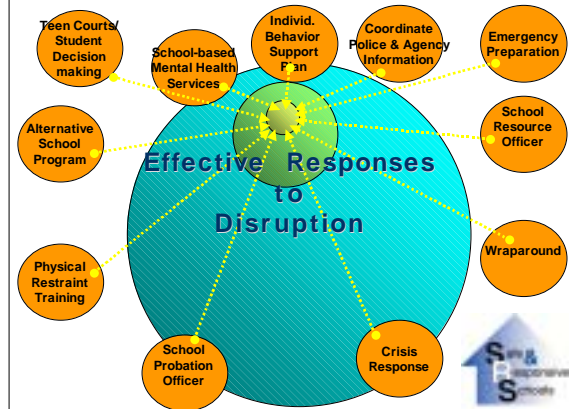 Teen Courts/
Student
Decision
making
School-based
Mental Health
Services
Individ.
Behavior
Support
Plan
Coordinate
Police & Agency
Information
Emergency
Preparation
Alternative
School
Program
School
Resource
Officer
Effective Responses
to
Disruption
Physical
Restraint
Training
Wraparound
School
Probation
Officer
Crisis
Response
Safe &
Responsive
Schools